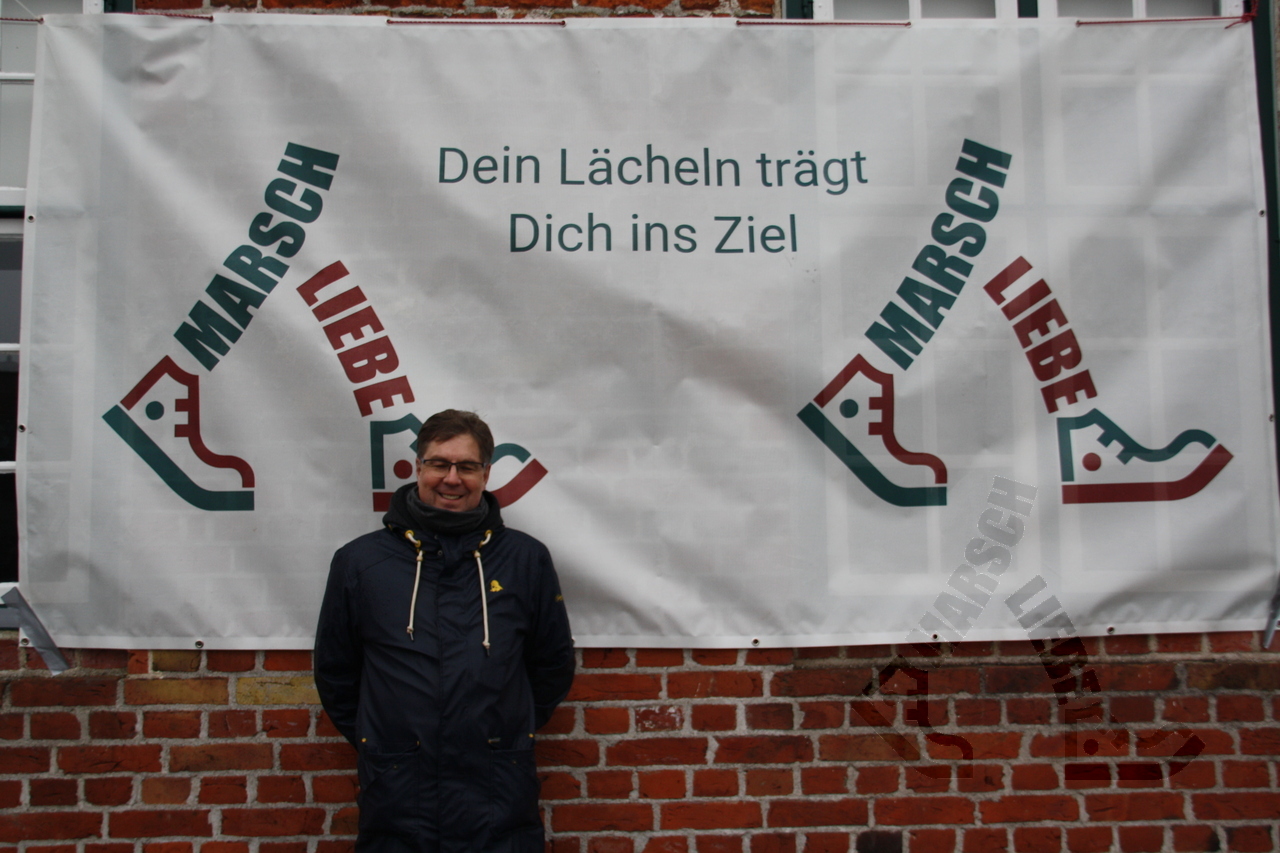 Dein Lächeln trägt
Dich ins Ziel
MARSCH
LIEBE
MARSCH
LIEBE
MARSCH
LIEBE